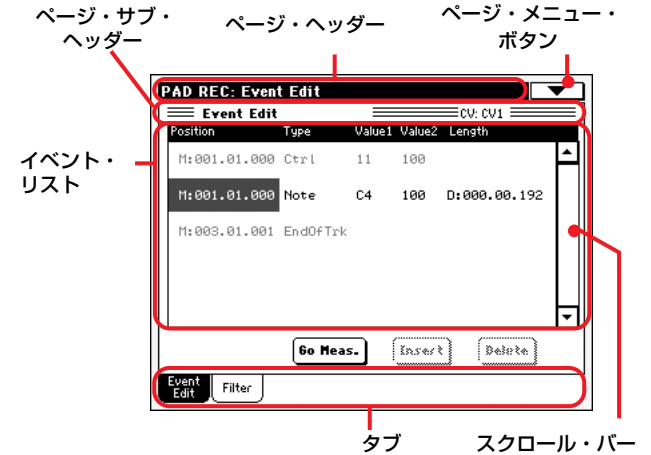 ページ・サブ・
ヘッダー
ページ・ヘッダー
ページ・メニュー・
ボタン
PAD REC: Event Edit
Event Edit
CV: CV1
Position Type Value1 Value2 Length
イベント・
リスト
M:001.01.000 Ctrl 11 100
M:001.01.000 Note C4 100 D:000.00.192
M:003.01.001 EndOfTrk
Go Meas. Insert Delete
Event
Edit
Filter
タブ
スクロール・バー